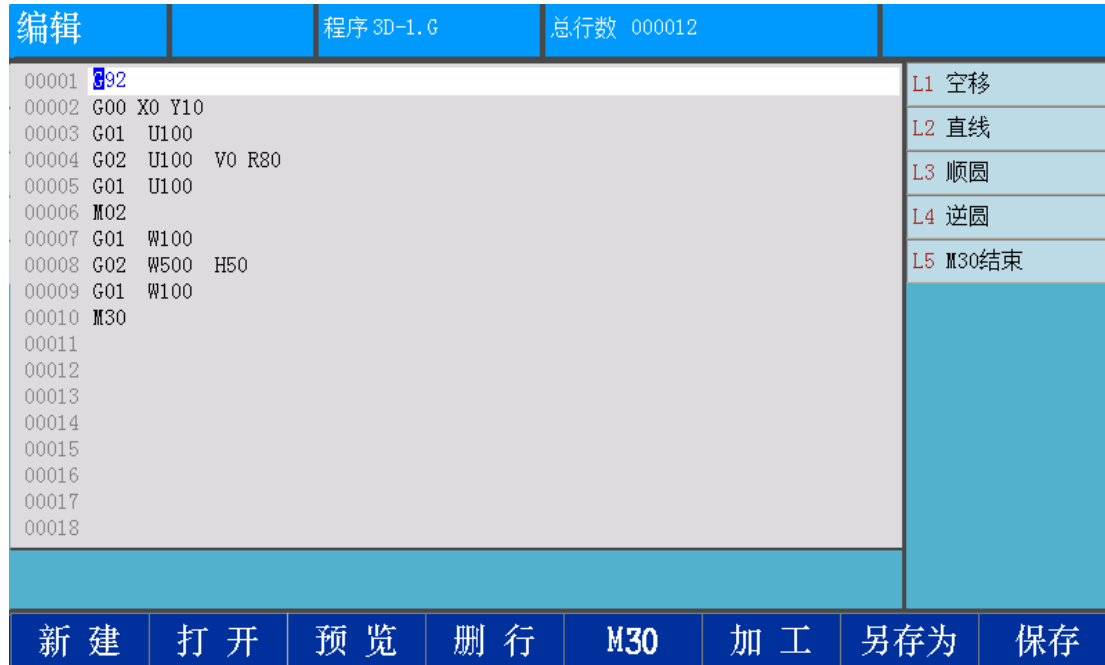 编辑 程序3D-1.G 总行数 000012
00001 G92
00002 G00 X0 Y10
00003 G01 U100
00004 G02 U100 V0 R80
00005 G01 U100
00006 M02
00007 G01 W100
00008 G02 W500 H50
00009 G01 W100
00010 M30
00011
00012
00013
00014
00015
00016
00017
00018
L1 空移
L2 直线
L3 顺圆
L4 逆圆
L5 M30结束
新 建 打 开 预 览 删 行 M30 加 工 另存为 保存